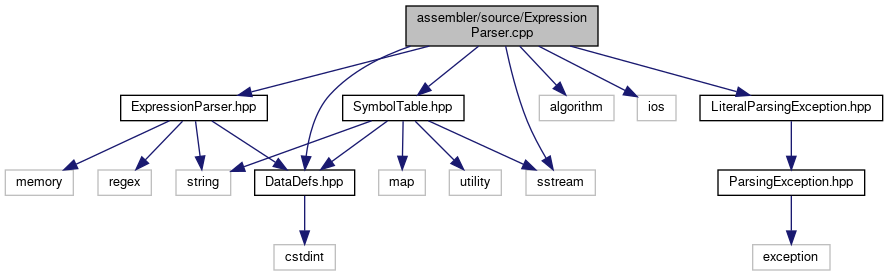 assembler/source/Expression
Parser.cpp
ExpressionParser.hpp
SymbolTable.hpp
algorithm
ios
LiteralParsingException.hpp
memory
regex
string
DataDefs.hpp
map
utility
sstream
ParsingException.hpp
cstdint
exception